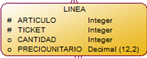 LINEA
# ARTICULO Integer
# TICKET Integer
o CANTIDAD Integer
o PRECIOUNITARIO Decimal (12,2)